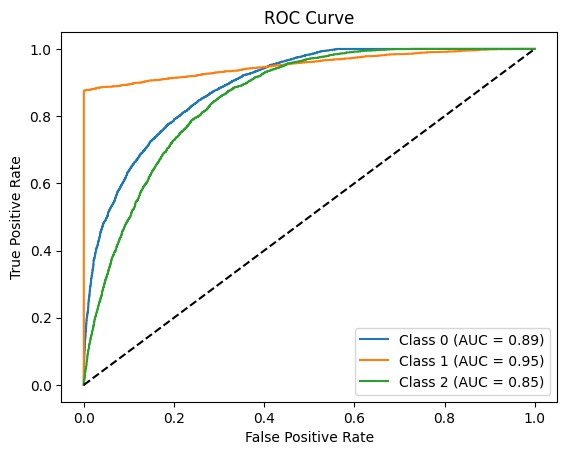 ROC Curve
True Positive Rate
1.0
0.8
0.6
0.4
0.2
0.0
Class 0 (AUC = 0.89)
Class 1 (AUC = 0.95)
Class 2 (AUC = 0.85)
0.0 0.2 0.4 0.6 0.8 1.0
False Positive Rate